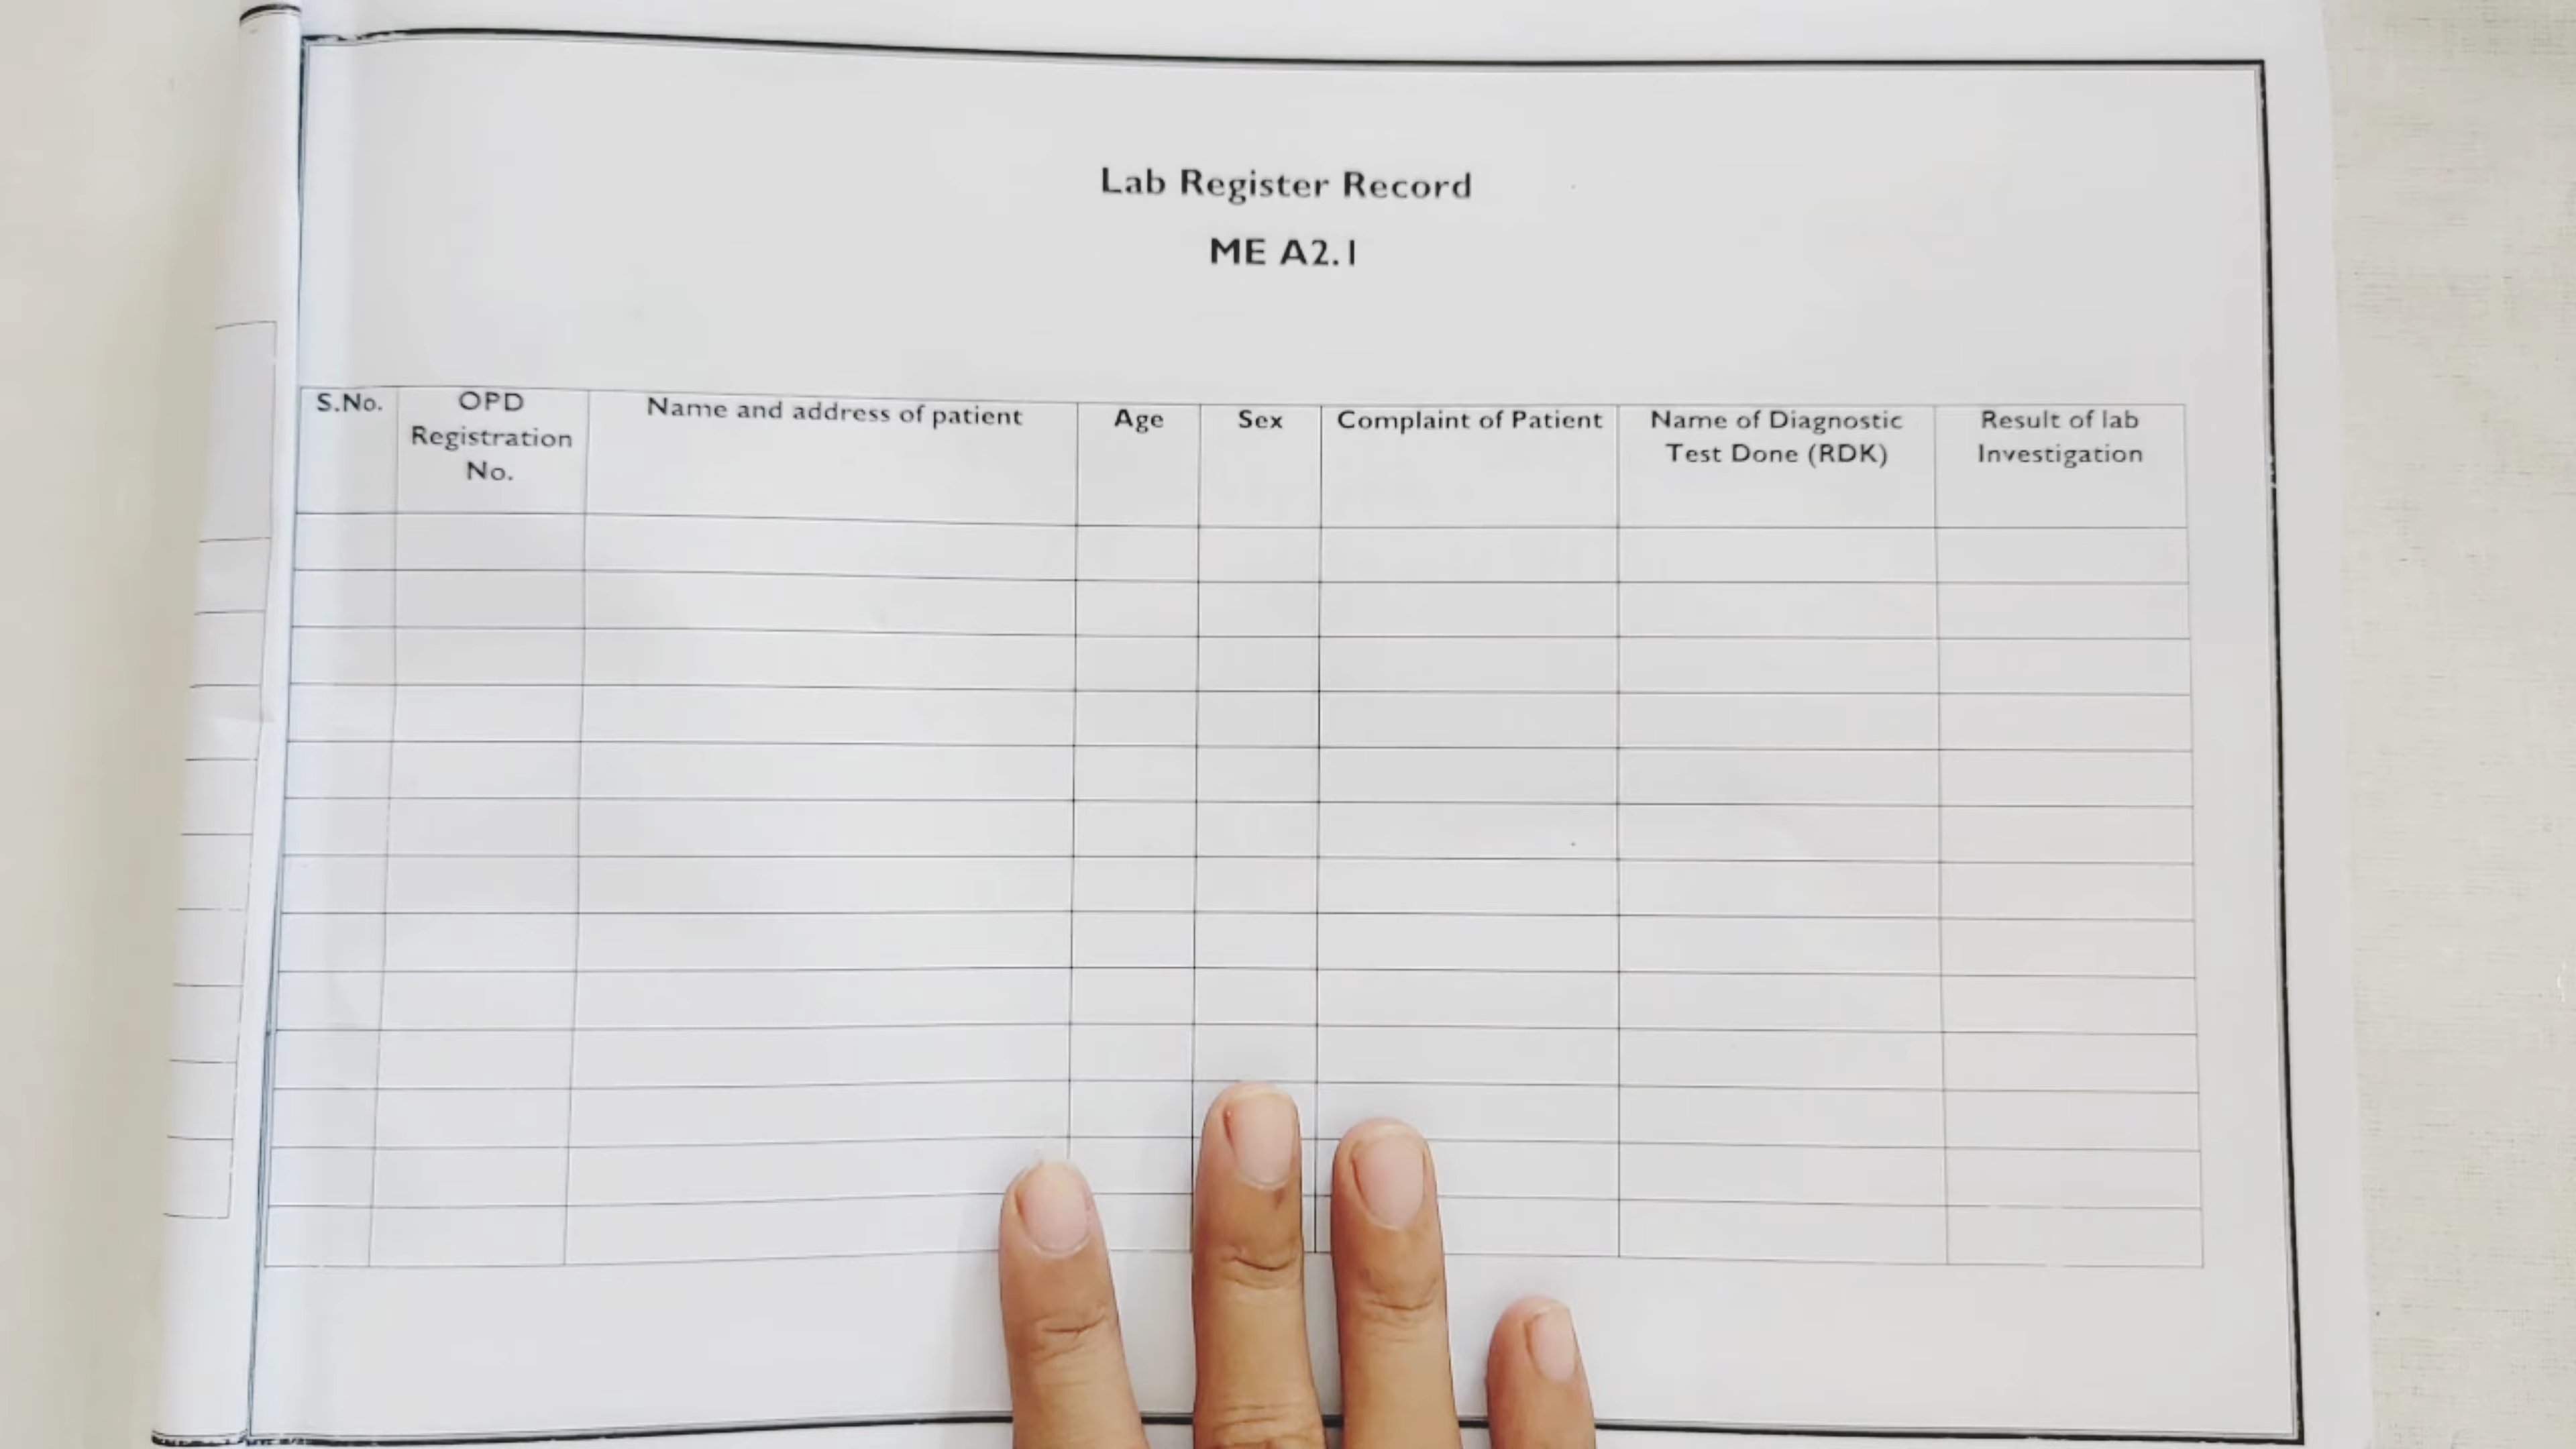 Lab Register Record
ME A2.1
S.No.
OPD
Registration
No.
Name and address of patient
Age
Sex
Complaint of Patient
Name of Diagnostic
Test Done (RDK)
Result of lab
Investigation